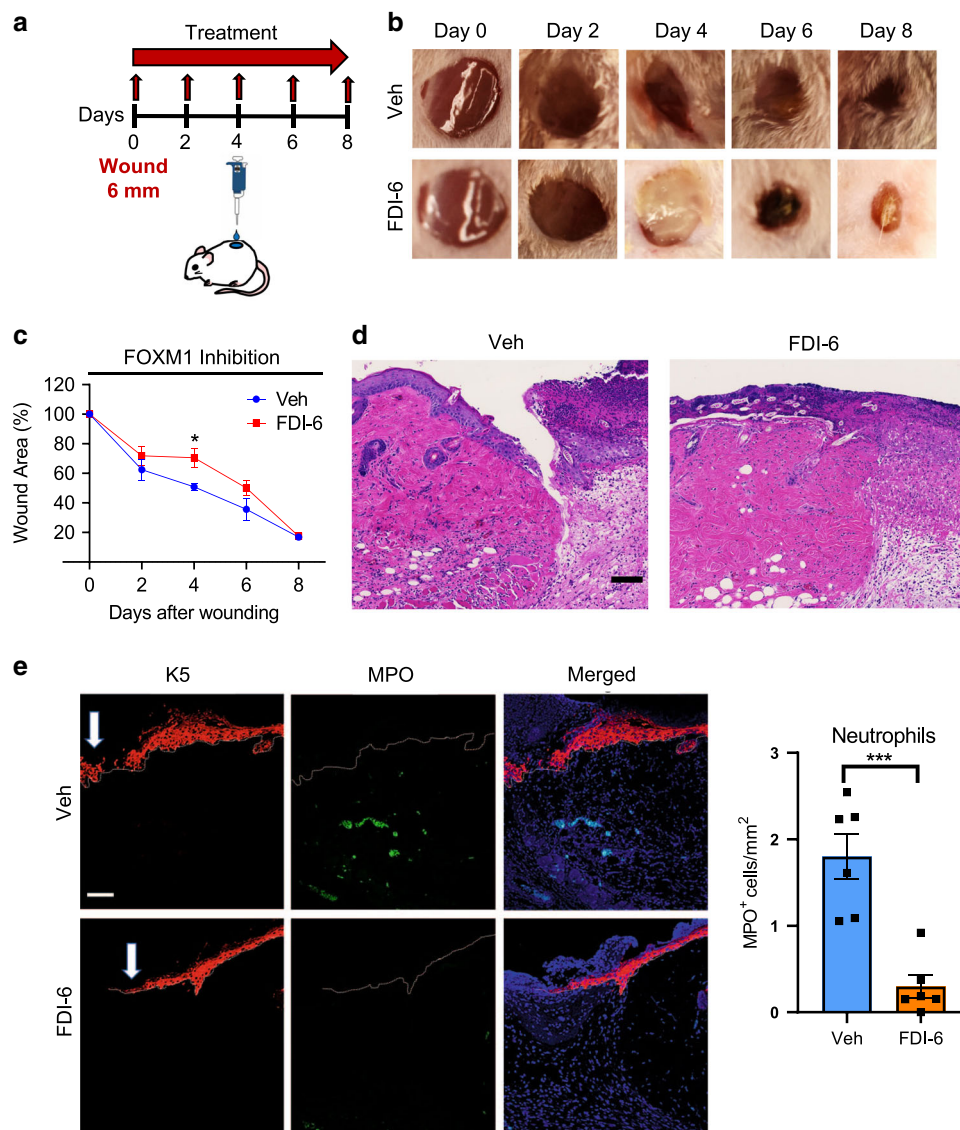 a
Treatment
Days
0 2 4 6 8
Wound
6 mm
b
Day 0 Day 2 Day 4 Day 6 Day 8
Veh
FDI-6
c
FOXM1 Inhibition
Wound Area (%)
120
100
80
60
40
20
Veh
FDI-6
*
0 2 4 6 8
Days after wounding
d
Veh FDI-6
e
K5 MPO Merged
Veh
FDI-6
Neutrophils
***
MPO⁺ cells/mm²
3
2
1
0
Veh FDI-6